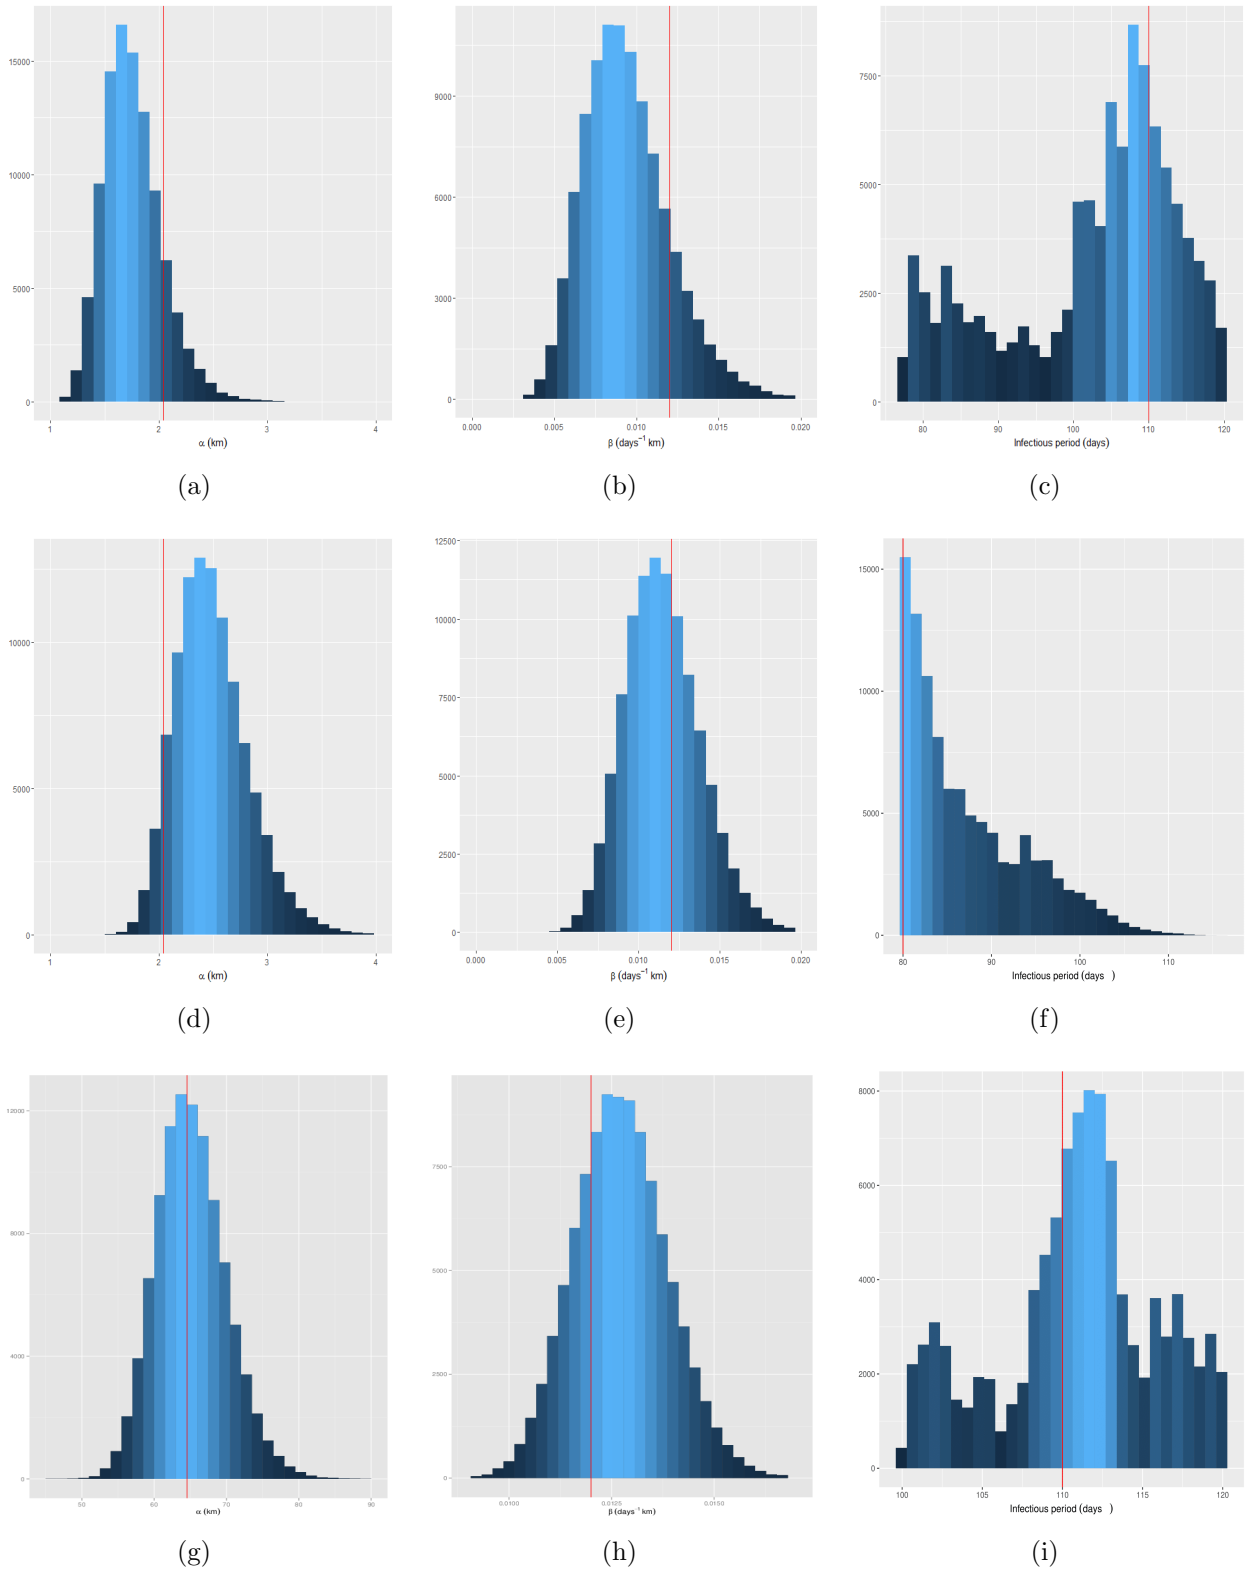 15000
10000
5000
0
1 2 3 4
α (km)
(a)
9000
6000
3000
0
0.000 0.005 0.010 0.015 0.020
β (days⁻¹ km)
(b)
7500
5000
2500
0
80 90 100 110 120
Infectious period (days)
(c)
10000
5000
0
1 2 3 4
α (km)
(d)
12500
10000
7500
5000
2500
0
0.000 0.005 0.010 0.015 0.020
β (days⁻¹ km)
(e)
15000
10000
5000
0
80 90 100 110
Infectious period (days )
(f)
12000
8000
4000
0
50 60 70 80 90
α (km)
(g)
7500
5000
2500
0
0.0100 0.0125 0.0150
β (days⁻¹ km)
(h)
8000
6000
4000
2000
0
100 105 110 115 120
Infectious period (days )
(i)